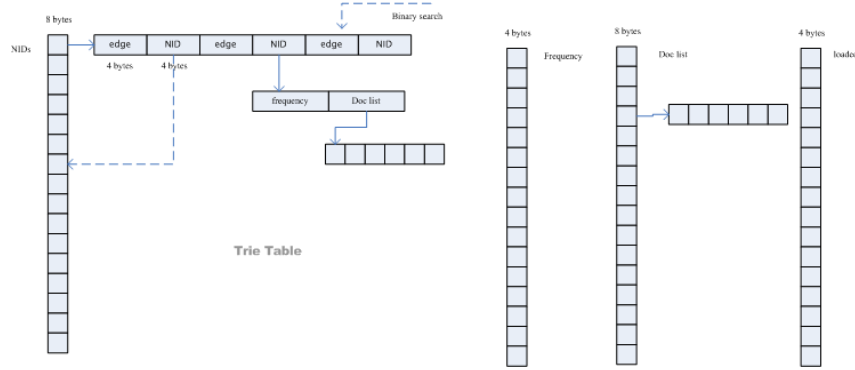 8 bytes
Binary search
NIDs
edge NID edge NID edge NID
4 bytes 4 bytes
frequency Doc list
Trie Table
4 bytes
Frequency
8 bytes
Doc list
4 bytes
loaded